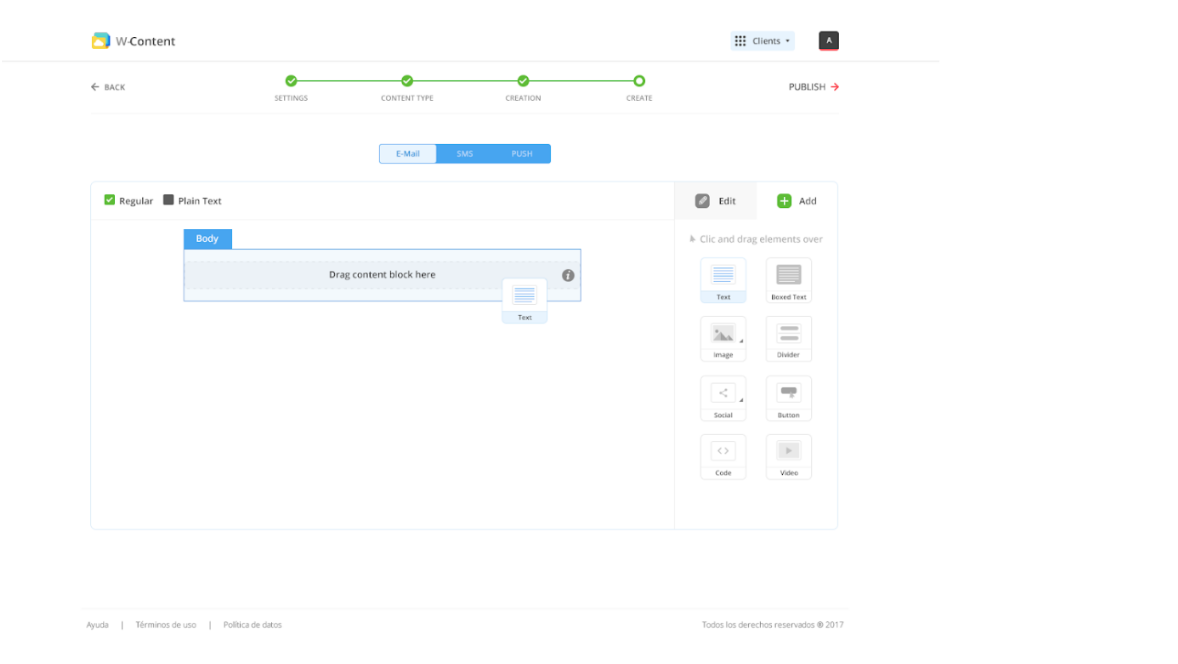 W-Content
Clients
A
BACK
SETTINGS
CONTENT TYPE
CREATION
CREATE
PUBLISH
E-Mail
SMS
PUSH
Regular
Plain Text
Edit
Add
Body
Drag content block here
Text
Clic and drag elements over
Text
Boxed Text
Image
Divider
Social
Button
Code
Video
Ayuda | Términos de uso | Política de datos
Todos los derechos reservados ® 2017